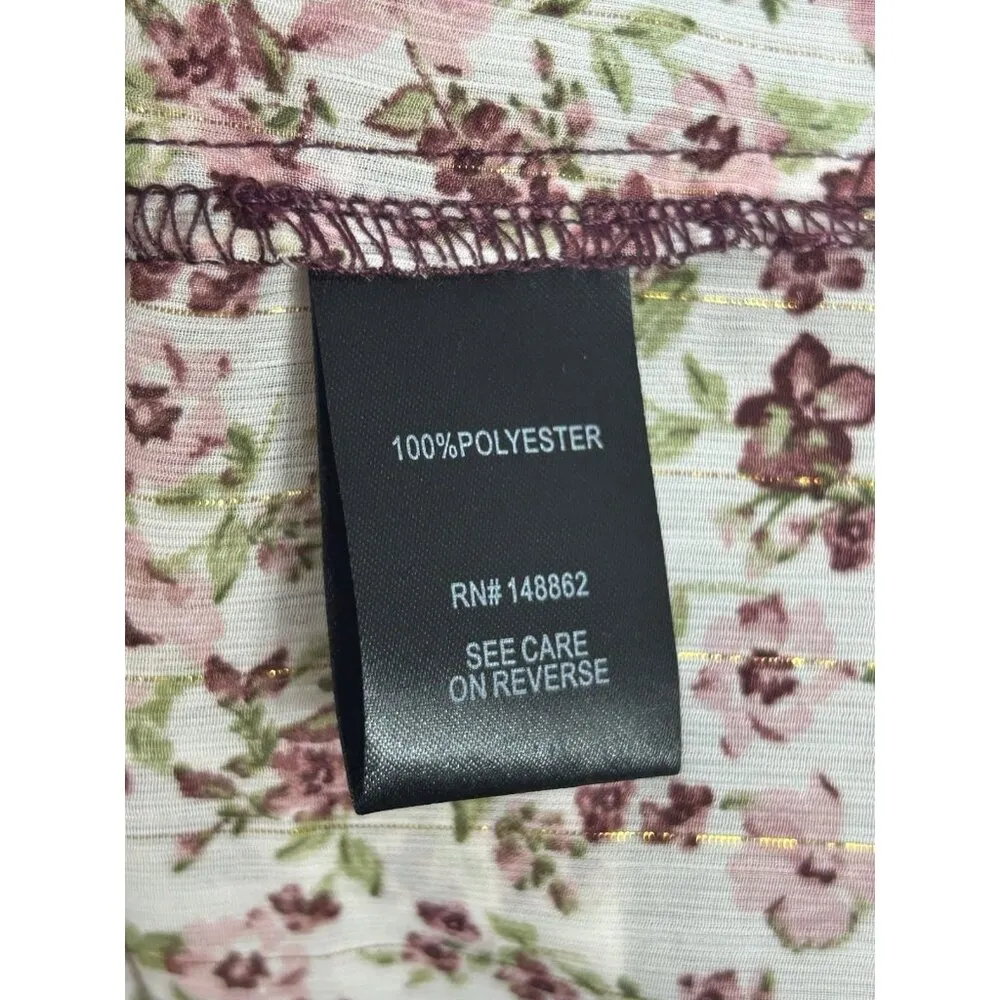 100%POLYESTER
RN# 148862
SEE CARE
ON REVERSE